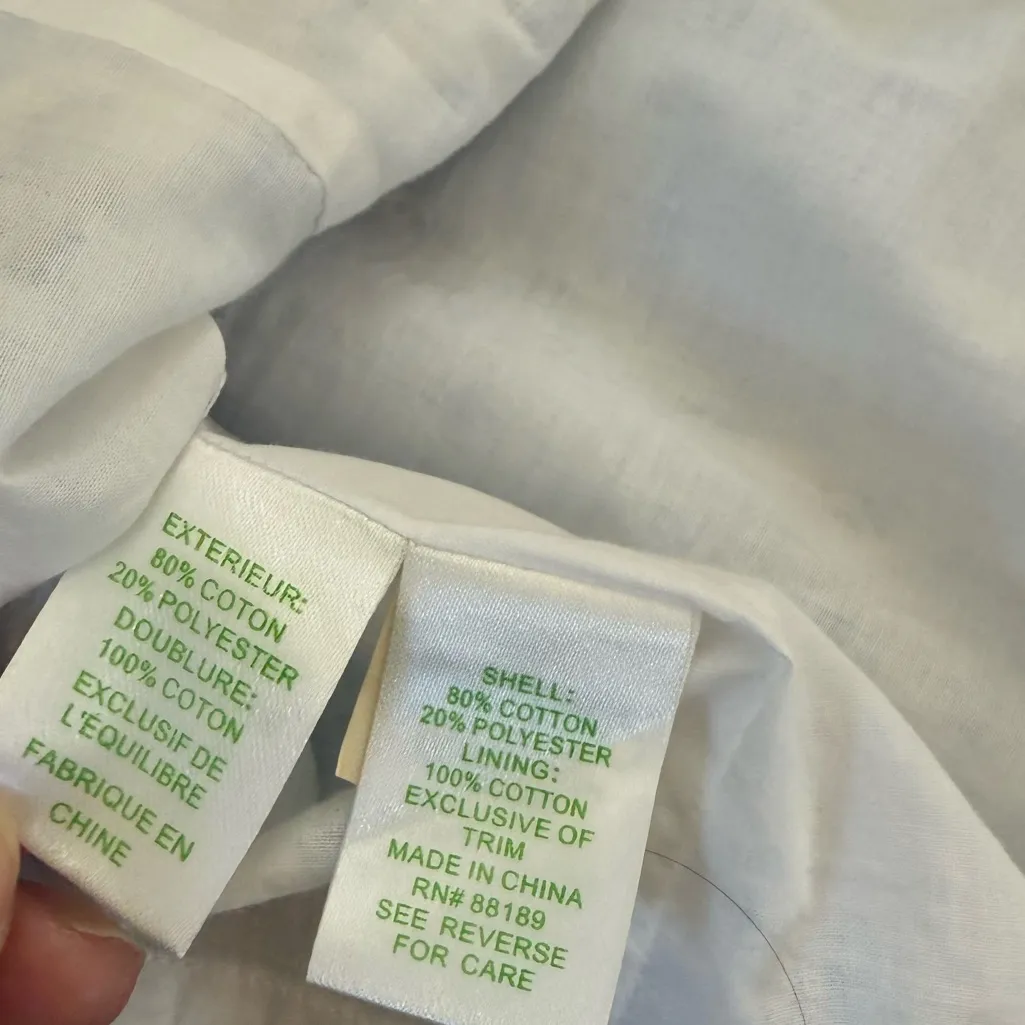 EXTERIEUR:
80% COTON
20% POLYESTER
DOUBLURE:
100% COTON
EXCLUSIF DE
L'ÉQUILIBRE
FABRIQUE EN
CHINE
SHELL:
80% COTTON
20% POLYESTER
LINING:
100% COTTON
EXCLUSIVE OF
TRIM
MADE IN CHINA
RN# 88189
SEE REVERSE
FOR CARE